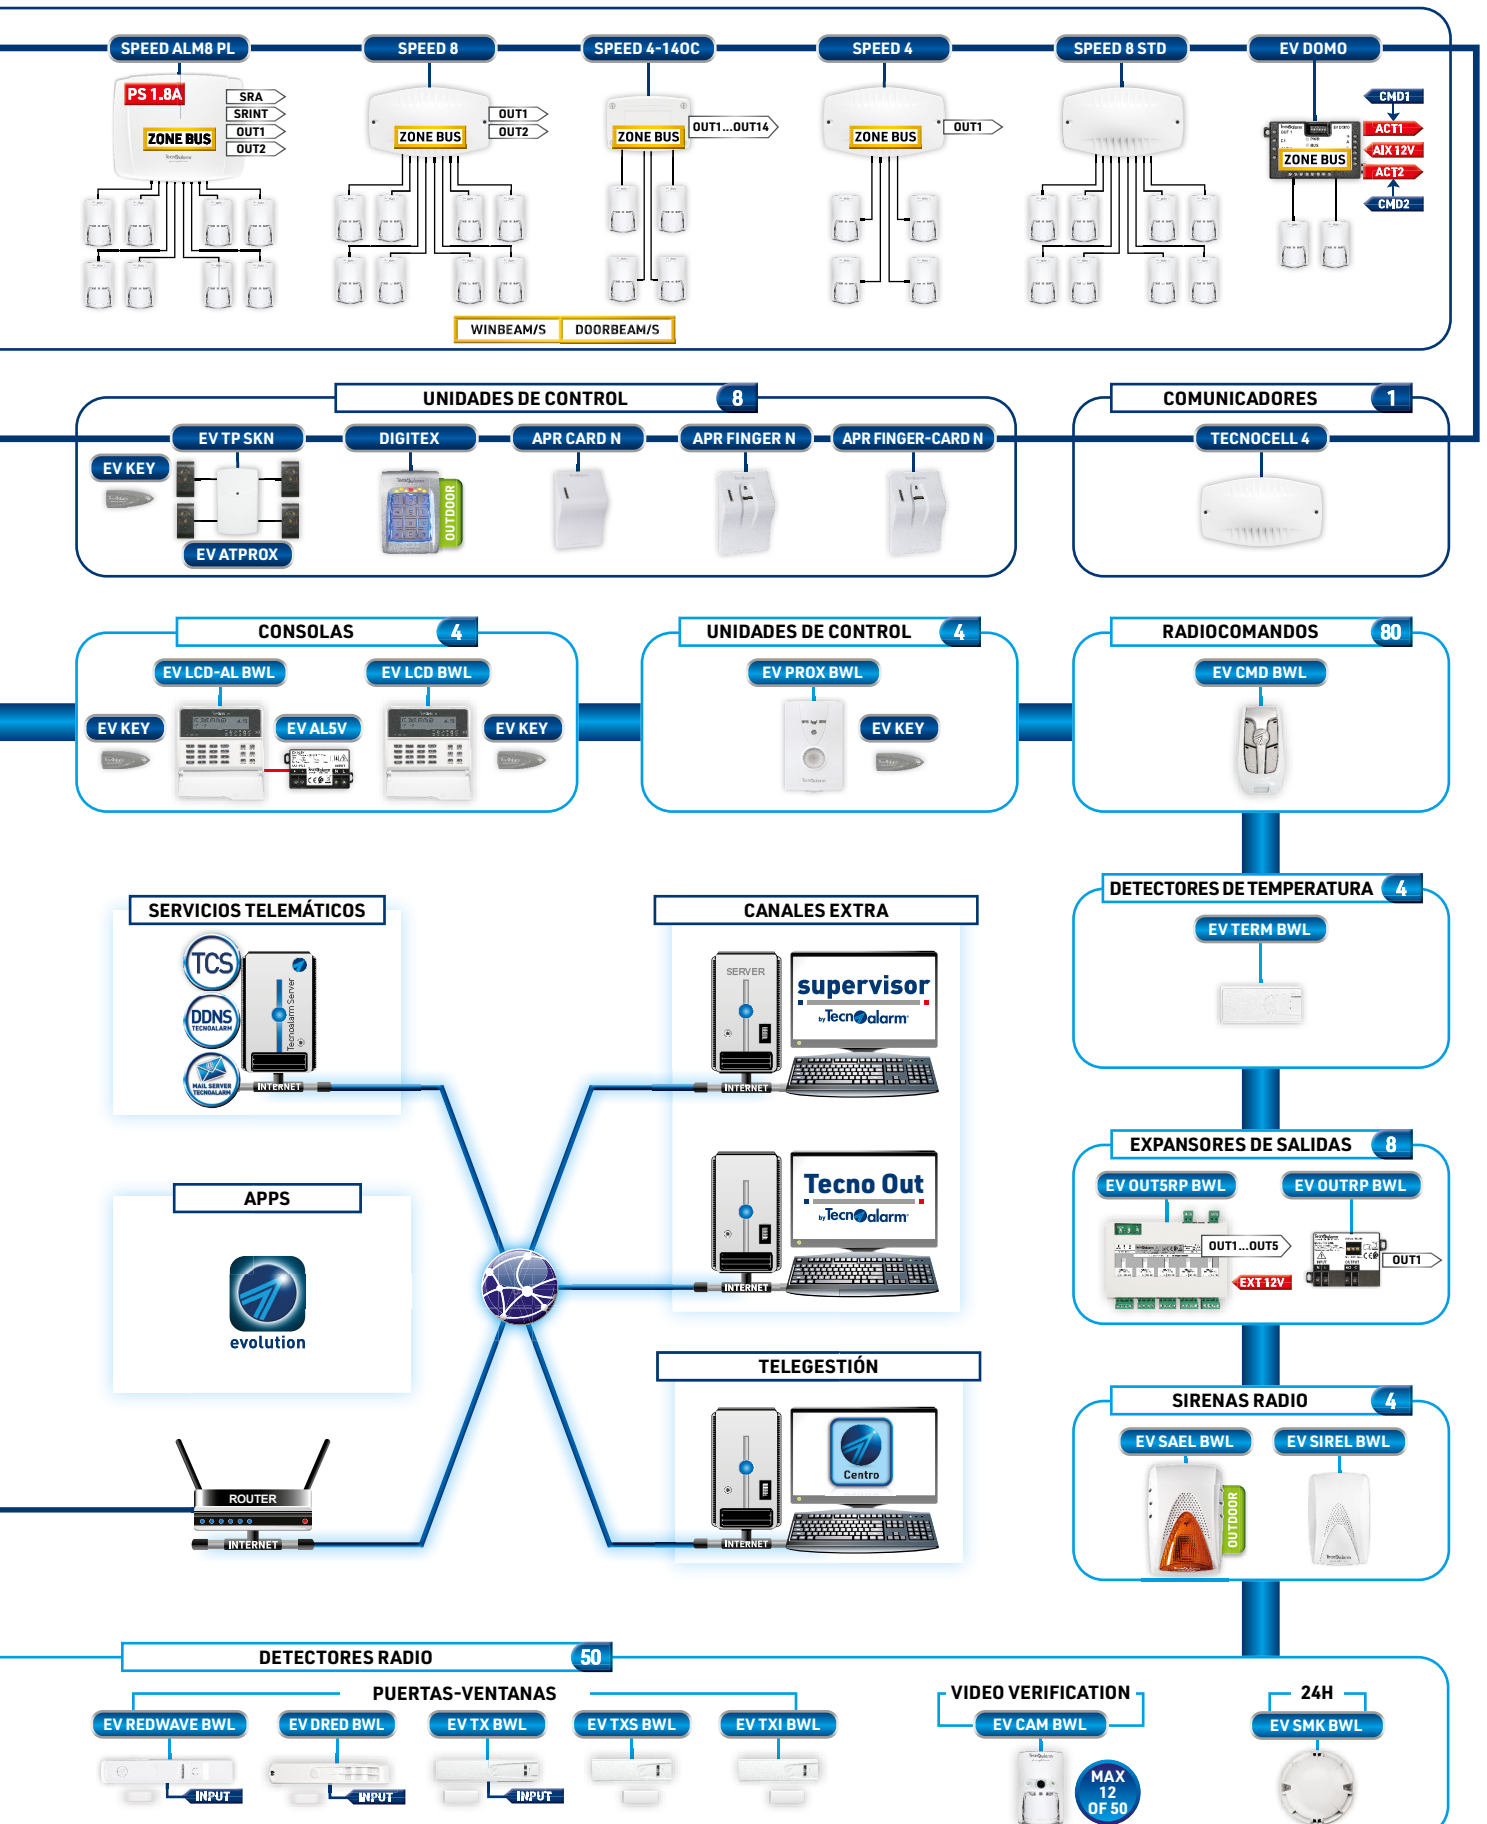 SPEED ALM8 PL
SPEED 8
SPEED 4-14OC
SPEED 4
SPEED 8 STD
EV DOMO
PS 1.8A
ZONE BUS
SRA
SRINT
OUT1
OUT2
ZONE BUS
OUT1
OUT2
ZONE BUS
OUT1...OUT14
ZONE BUS
OUT1
ZONE BUS
CMD1
ACT1
AIX 12V
ACT2
CMD2
WINBEAM/S
DOORBEAM/S
UNIDADES DE CONTROL
8
COMUNICADORES
1
EV TP SKN
DIGITEX
APR CARD N
APR FINGER N
APR FINGER-CARD N
TECNOCELL 4
EV KEY
OUTDOOR
EV ATPROX
CONSOLAS
4
UNIDADES DE CONTROL
4
RADIOCOMANDOS
80
EV LCD-AL BWL
EV LCD BWL
EV PROX BWL
EV CMD BWL
EV KEY
EV AL5V
EV KEY
EV KEY
DETECTORES DE TEMPERATURA
4
EV TERM BWL
SERVICIOS TELEMÁTICOS
CANALES EXTRA
TCS
DDNS
TECNOALARM
MAIL SERVER
TECNOALARM
Tecnoalarm Server
INTERNET
SERVER
supervisor
by Tecnoalarm
INTERNET
EXPANSORES DE SALIDAS
8
EV OUT5RP BWL
EV OUTRP BWL
OUT1...OUT5
EXT 12V
OUT1
APPS
evolution
Tecno Out
by Tecnoalarm
INTERNET
TELEGESTIÓN
Centro
INTERNET
SIRENAS RADIO
4
EV SAEL BWL
EV SIREL BWL
OUTDOOR
ROUTER
INTERNET
DETECTORES RADIO
50
PUERTAS-VENTANAS
VIDEO VERIFICATION
24H
EV REDWAVE BWL
EV DRED BWL
EV TX BWL
EV TXS BWL
EV TXI BWL
EV CAM BWL
EV SMK BWL
INPUT
INPUT
INPUT
MAX
12
OF 50